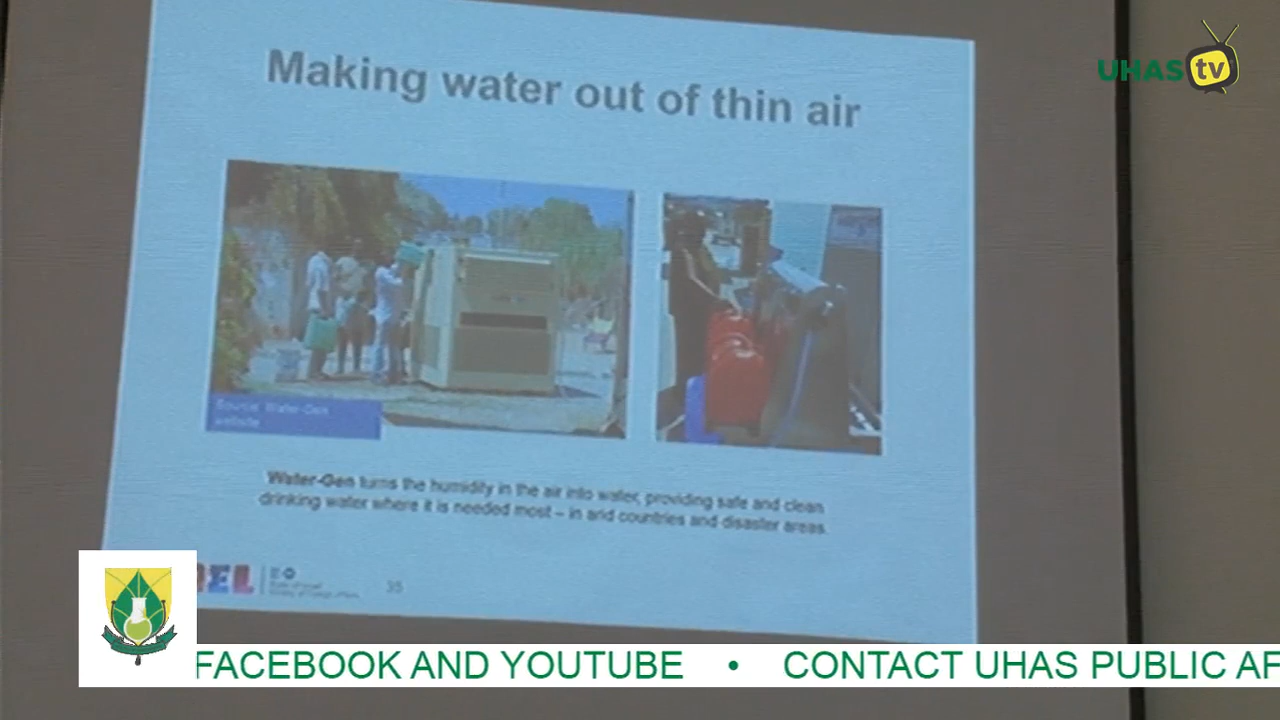 Making water out of thin air
UHAS tv
Source: Water-Gen
website
Water-Gen turns the humidity in the air into water, providing safe and clean
drinking water where it is needed most – in arid countries and disaster areas.
EL
35
FACEBOOK AND YOUTUBE • CONTACT UHAS PUBLIC AF